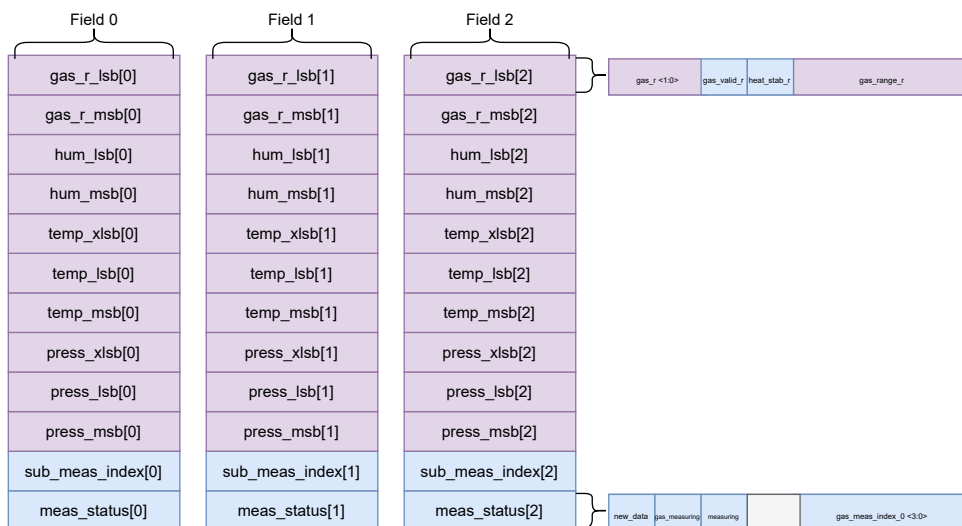 Field 0 Field 1 Field 2
gas_r_lsb[0] gas_r_lsb[1] gas_r_lsb[2] gas_r <1:0> gas_valid_r heat_stab_r gas_range_r
gas_r_msb[0] gas_r_msb[1] gas_r_msb[2]
hum_lsb[0] hum_lsb[1] hum_lsb[2]
hum_msb[0] hum_msb[1] hum_msb[2]
temp_xlsb[0] temp_xlsb[1] temp_xlsb[2]
temp_lsb[0] temp_lsb[1] temp_lsb[2]
temp_msb[0] temp_msb[1] temp_msb[2]
press_xlsb[0] press_xlsb[1] press_xlsb[2]
press_lsb[0] press_lsb[1] press_lsb[2]
press_msb[0] press_msb[1] press_msb[2]
sub_meas_index[0] sub_meas_index[1] sub_meas_index[2]
meas_status[0] meas_status[1] meas_status[2] new_data gas_measuring measuring gas_meas_index_0 <3:0>